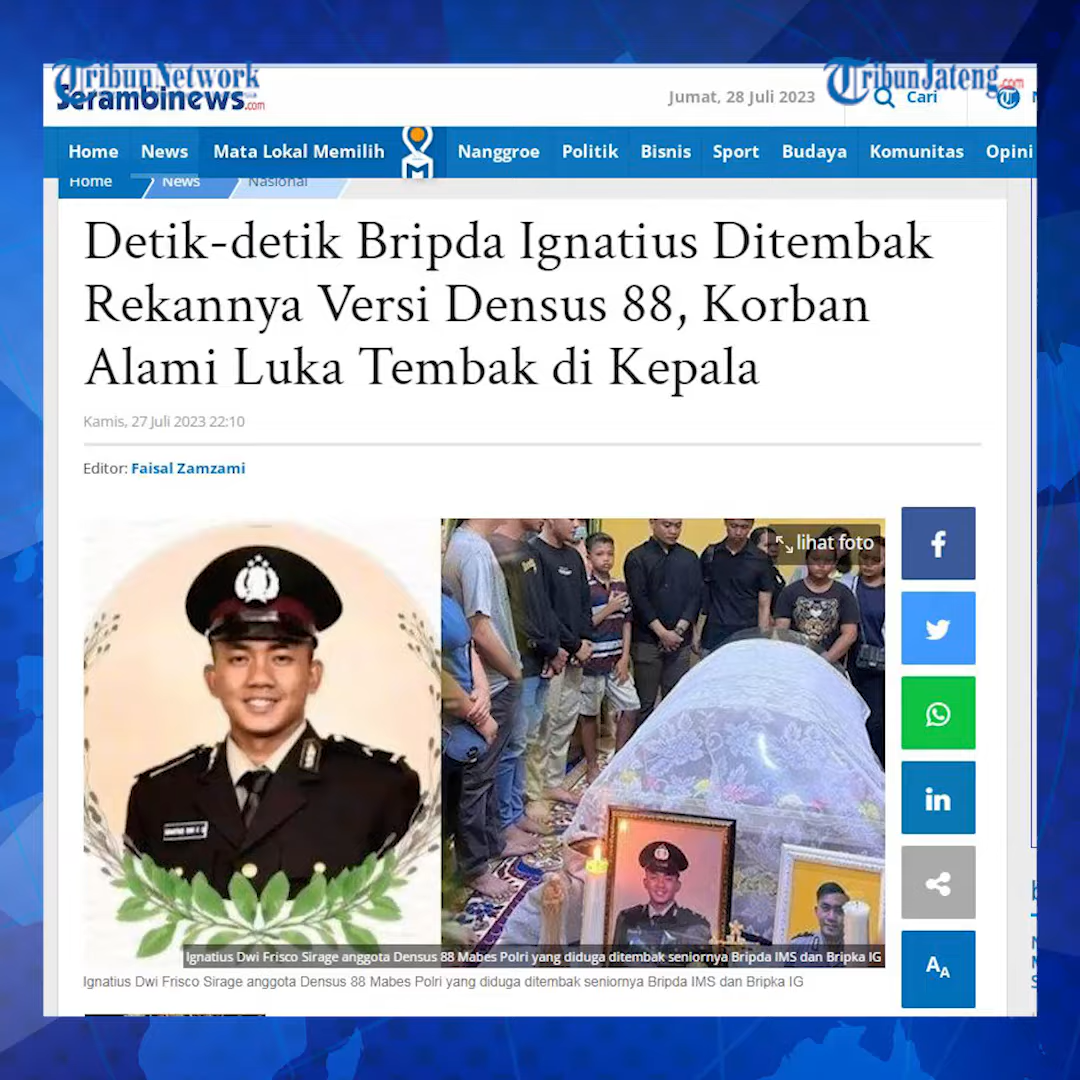 TribunNetwork
Serambinews.com
Jumat, 28 Juli 2023
TribunJateng.com
Cari
Home News Mata Lokal Memilih Nanggroe Politik Bisnis Sport Budaya Komunitas Opini
Home News Nasional
Detik-detik Bripda Ignatius Ditembak
Rekannya Versi Densus 88, Korban
Alami Luka Tembak di Kepala
Kamis, 27 Juli 2023 22:10
Editor: Faisal Zamzami
lihat foto
Ignatius Dwi Frisco Sirage anggota Densus 88 Mabes Polri yang diduga ditembak seniornya Bripda IMS dan Bripka IG
Ignatius Dwi Frisco Sirage anggota Densus 88 Mabes Polri yang diduga ditembak seniornya Bripda IMS dan Bripka IG
AA